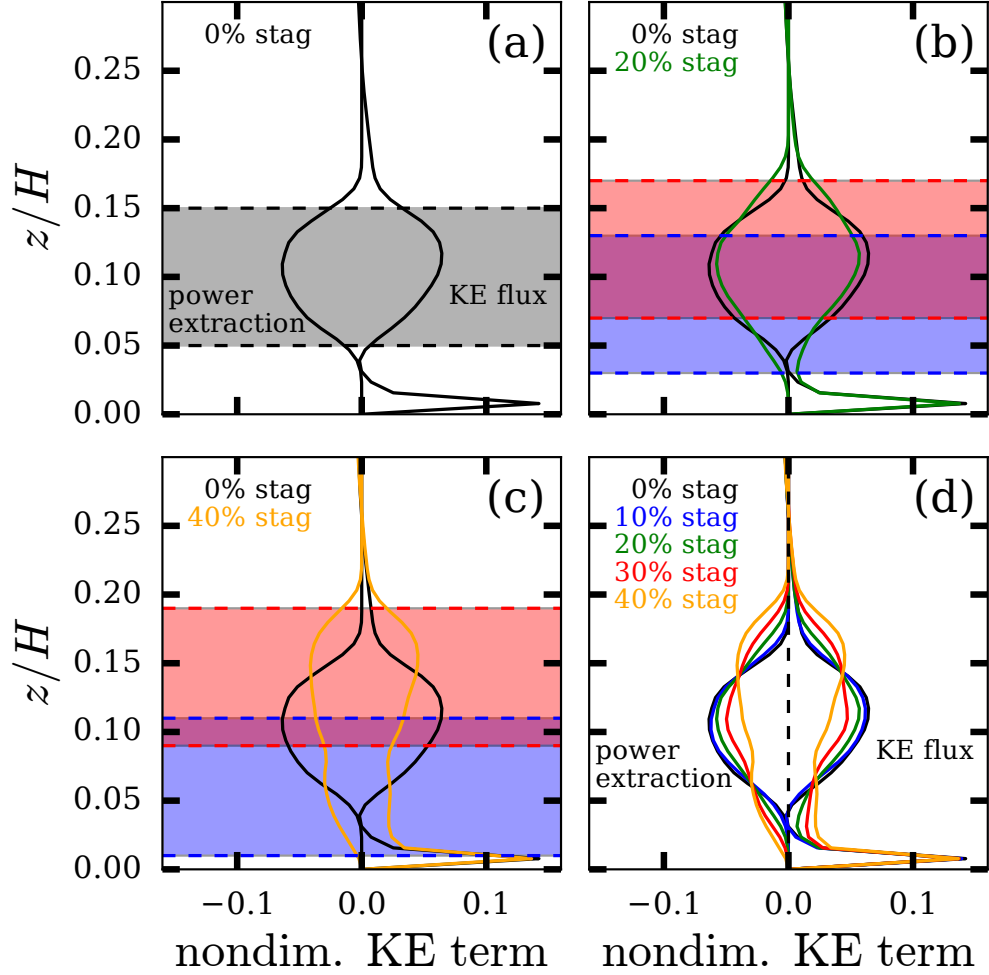 0% stag
(a)
0.25
0.20
z/H
0.15
0.10
power
extraction
KE flux
0.05
0.00
0% stag
20% stag
(b)
0% stag
40% stag
(c)
0.25
0.20
z/H
0.15
0.10
0.05
0.00
−0.1
0.0
0.1
nondim. KE term
0% stag
10% stag
20% stag
30% stag
40% stag
(d)
power
extraction
KE flux
−0.1
0.0
0.1
nondim. KE term